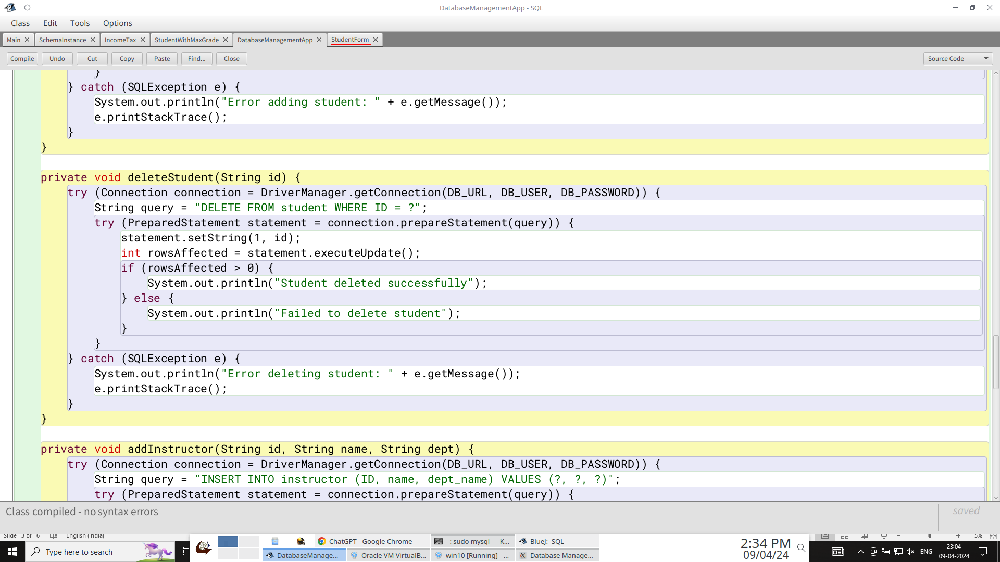 DatabaseManagementApp - SQL
Class Edit Tools Options
Main SchemaInstance IncomeTax StudentWithMaxGrade DatabaseManagementApp StudentForm
Compile Undo Cut Copy Paste Find... Close Source Code
}
} catch (SQLException e) {
System.out.println("Error adding student: " + e.getMessage());
e.printStackTrace();
}
}
private void deleteStudent(String id) {
try (Connection connection = DriverManager.getConnection(DB_URL, DB_USER, DB_PASSWORD)) {
String query = "DELETE FROM student WHERE ID = ?";
try (PreparedStatement statement = connection.prepareStatement(query)) {
statement.setString(1, id);
int rowsAffected = statement.executeUpdate();
if (rowsAffected > 0) {
System.out.println("Student deleted successfully");
} else {
System.out.println("Failed to delete student");
}
}
} catch (SQLException e) {
System.out.println("Error deleting student: " + e.getMessage());
e.printStackTrace();
}
}
private void addInstructor(String id, String name, String dept) {
try (Connection connection = DriverManager.getConnection(DB_URL, DB_USER, DB_PASSWORD)) {
String query = "INSERT INTO instructor (ID, name, dept_name) VALUES (?, ?, ?)";
try (PreparedStatement statement = connection.prepareStatement(query)) {
Class compiled - no syntax errors
saved
Slide 13 of 16 English (India) 115%
ChatGPT - Google Chrome - : sudo mysql — K... BlueJ: SQL
DatabaseManage... Oracle VM VirtualB... win10 [Running] - ... Database Manage...
Type here to search
2:34 PM
09/04/24
ENG
23:04
09-04-2024